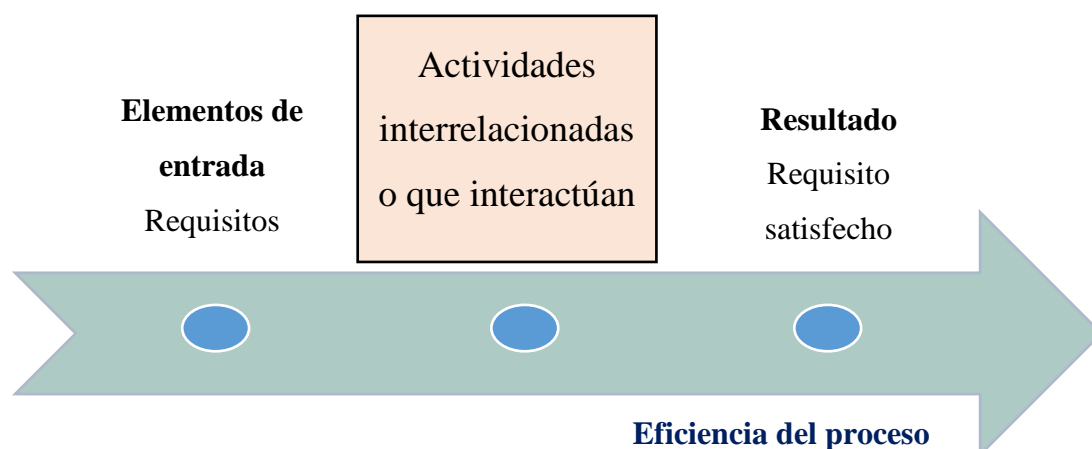 Elementos de
entrada
Requisitos
Actividades
interrelacionadas
o que interactúan
Resultado
Requisito
satisfecho
Eficiencia del proceso